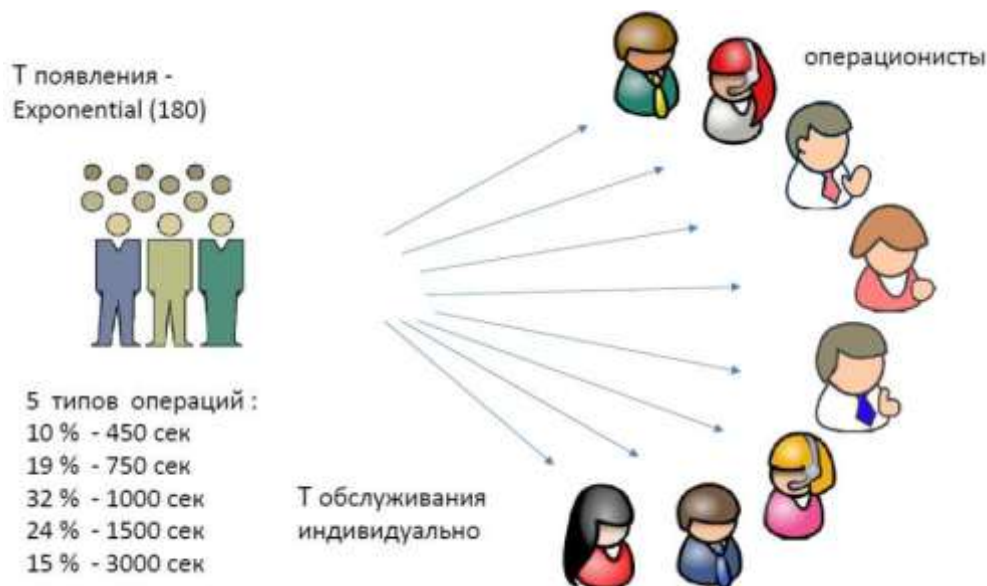 Т появления -
Exponential (180)
операционисты
5 типов операций :
10 % - 450 сек
19 % - 750 сек
32 % - 1000 сек
24 % - 1500 сек
15 % - 3000 сек
Т обслуживания
индивидуально